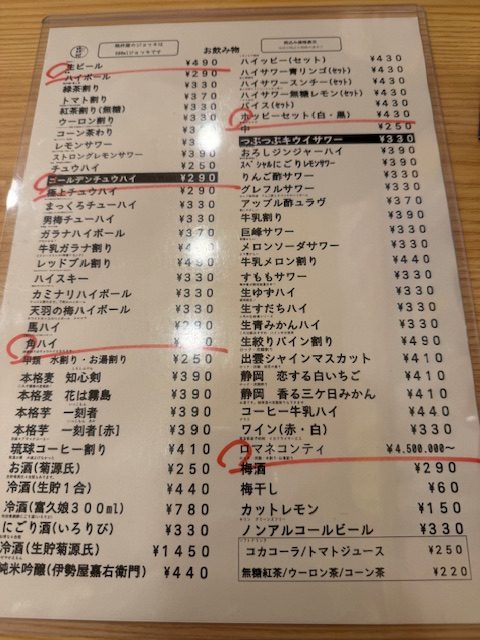 お飲み物
生ビール ¥490
ハイボール ¥290
緑茶割り ¥330
トマト割り ¥370
紅茶割り(無糖) ¥330
ウーロン割り ¥330
コーン茶わり ¥330
レモンサワー ¥330
ストロングレモンサワー ¥390
チュウハイ ¥250
ゴールデンチュウハイ ¥290
極上チュウハイ ¥290
まっくろチューハイ ¥330
男梅チューハイ ¥330
ガラナハイボール ¥370
牛乳ガラナ割り
レッドブル割り ¥490
ハイスキー ¥330
カミナリハイボール ¥330
天羽の梅ハイボール ¥330
馬ハイ ¥390
角ハイ
甲類 水割り・お湯割り ¥250
本格麦 知心剣 ¥390
本格芋 花は霧島 ¥390
本格芋 一刻者 ¥390
本格芋 一刻者[赤] ¥390
琉球コーヒー割り ¥410
お酒(菊源氏) ¥250
冷酒(生貯1合) ¥440
冷酒(富久娘300ml) ¥780
にごり酒(いろりび) ¥330
冷酒(生貯菊源氏) ¥1450
純米吟醸(伊勢屋嘉右衛門) ¥440
ハイッピー(セット) ¥430
ハイサワー青リンゴ(セット) ¥430
ハイサワースンチー(セット) ¥430
ハイサワー無糖レモン(セット) ¥430
バイス(セット) ¥430
ホッピーセット(白・黒) ¥430
中 ¥250
つぶつぶキウイサワー ¥330
おろしジンジャーハイ ¥390
スペシャルにごりレモンサワー ¥390
りんご酢サワー ¥330
グレフルサワー ¥330
アップル酢ュラヴ ¥370
牛乳割り ¥390
巨峰サワー ¥330
メロンソーダサワー ¥330
牛乳メロン割り ¥330
すももサワー ¥330
生ゆずハイ ¥330
生すだちハイ ¥330
生青みかんハイ ¥330
生絞りパイン割り ¥390
出雲シャインマスカット ¥410
静岡 恋する白いちご ¥410
静岡 香る三ケ日みかん ¥410
コーヒー牛乳ハイ ¥440
ワイン(赤・白) ¥330
ロマネコンティ ¥4.500.000～
梅酒 ¥290
梅干し ¥60
カットレモン ¥150
ノンアルコールビール ¥330
ソフトドリンク
コカコーラ/トマトジュース ¥250
無糖紅茶/ウーロン茶/コーン茶 ¥220